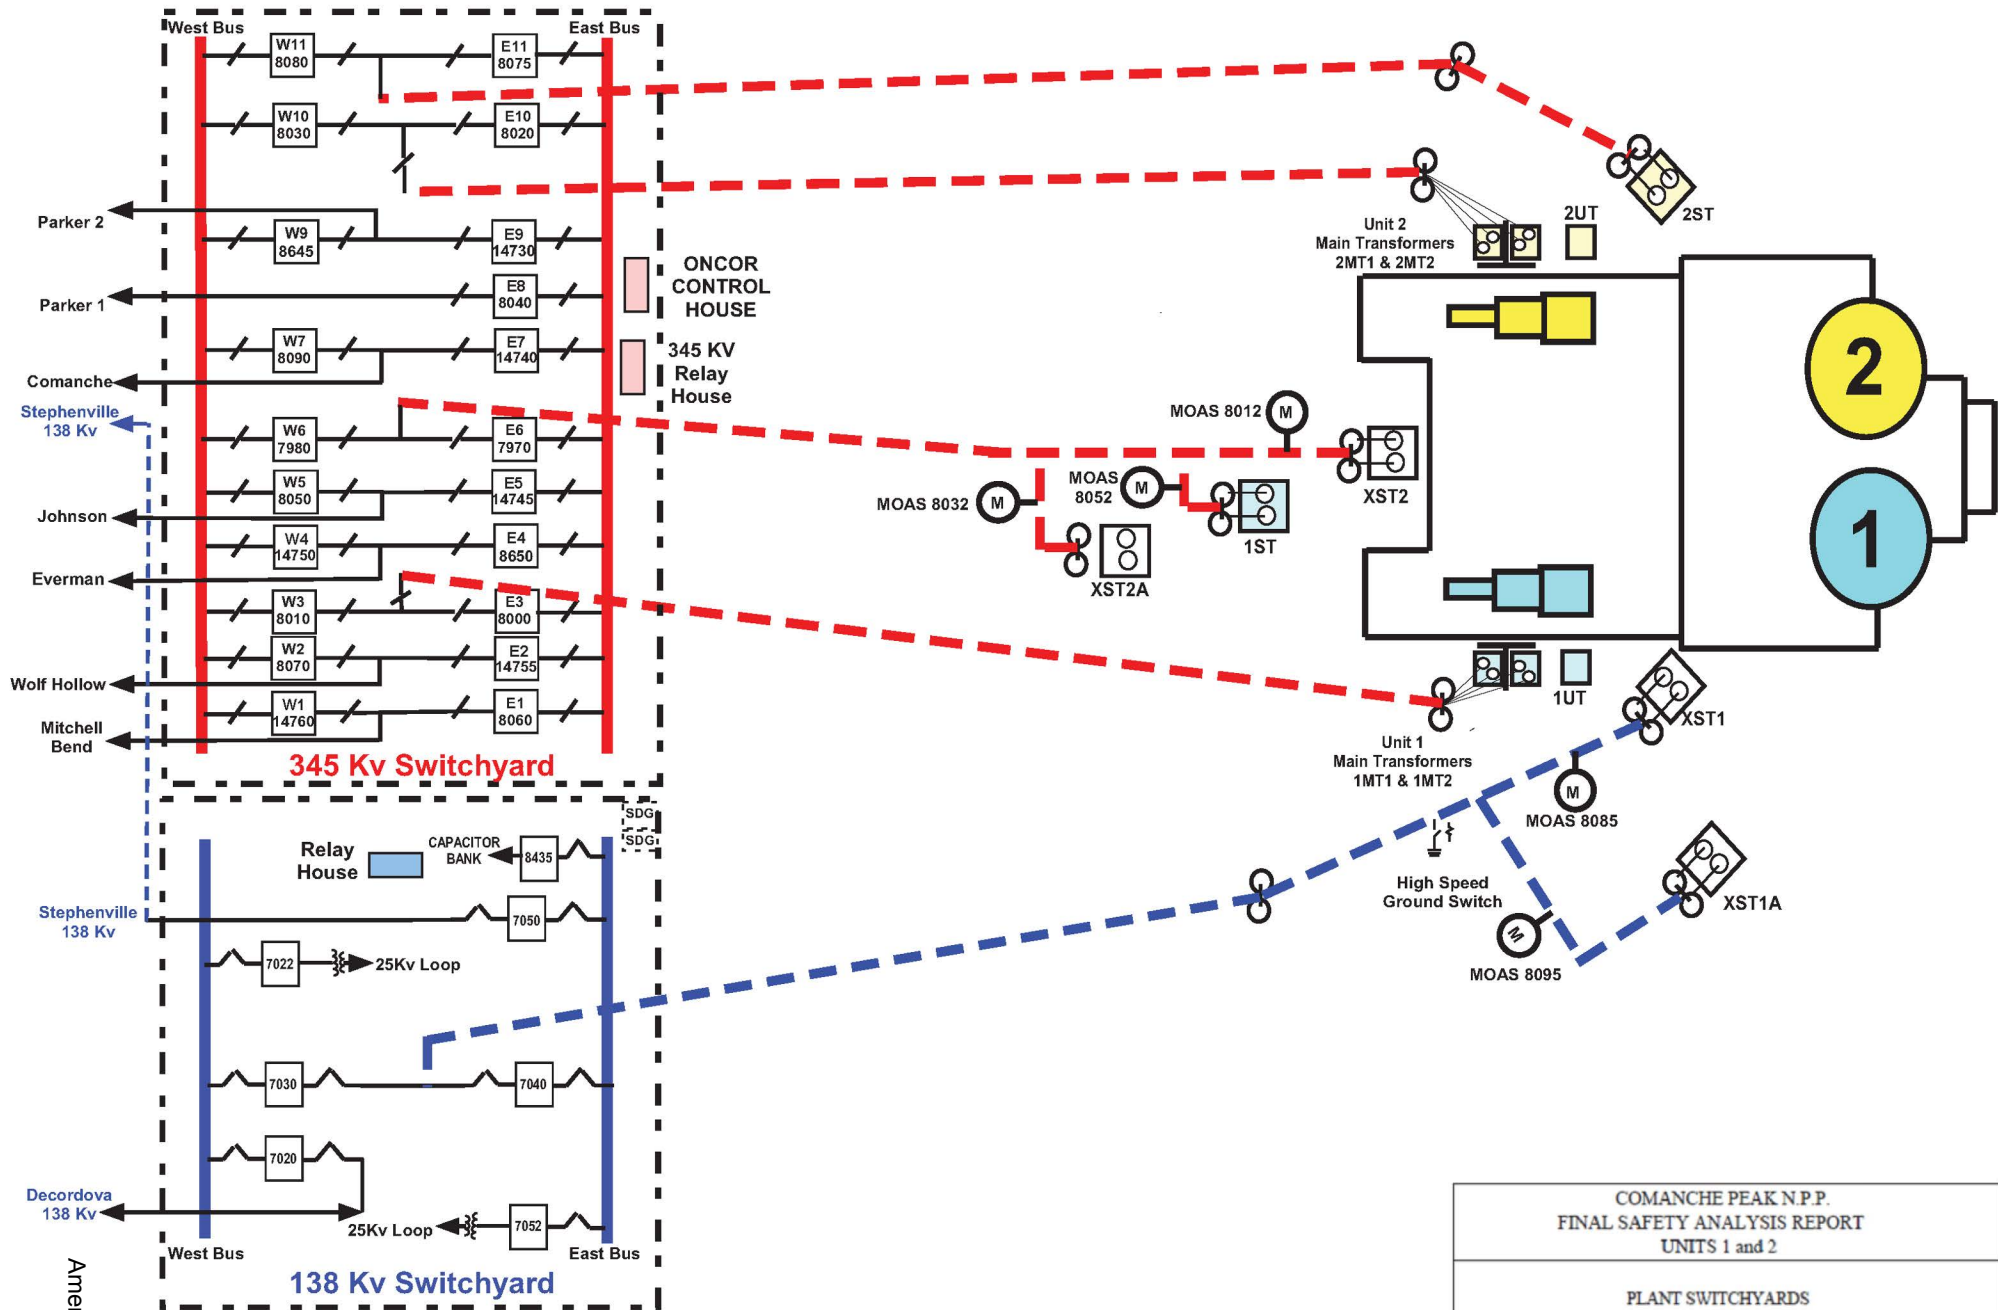 West Bus
East Bus
W11
8080
E11
8075
W10
8030
E10
8020
Parker 2
W9
8645
E9
14730
Parker 1
E8
8040
ONCOR
CONTROL
HOUSE
W7
8090
E7
14740
345 KV
Relay
House
Comanche
Stephenville
138 Kv
W6
7980
E6
7970
W5
8050
E5
14745
Johnson
W4
14750
E4
8650
Everman
W3
8010
E3
8000
W2
8070
E2
14755
Wolf Hollow
W1
14760
E1
8060
Mitchell
Bend
345 Kv Switchyard
2ST
Unit 2
Main Transformers
2MT1 & 2MT2
2UT
2
MOAS 8012
M
XST2
MOAS 8032
M
MOAS
8052
M
1ST
XST2A
1
1UT
Unit 1
Main Transformers
1MT1 & 1MT2
XST1
M
MOAS 8085
High Speed
Ground Switch
XST1A
M
MOAS 8095
SDG
SDG
Relay
House
CAPACITOR
BANK
8435
Stephenville
138 Kv
7050
7022
25Kv Loop
7030
7040
7020
Decordova
138 Kv
25Kv Loop
7052
West Bus
East Bus
138 Kv Switchyard
COMANCHE PEAK N.P.P.
FINAL SAFETY ANALYSIS REPORT
UNITS 1 and 2
PLANT SWITCHYARDS